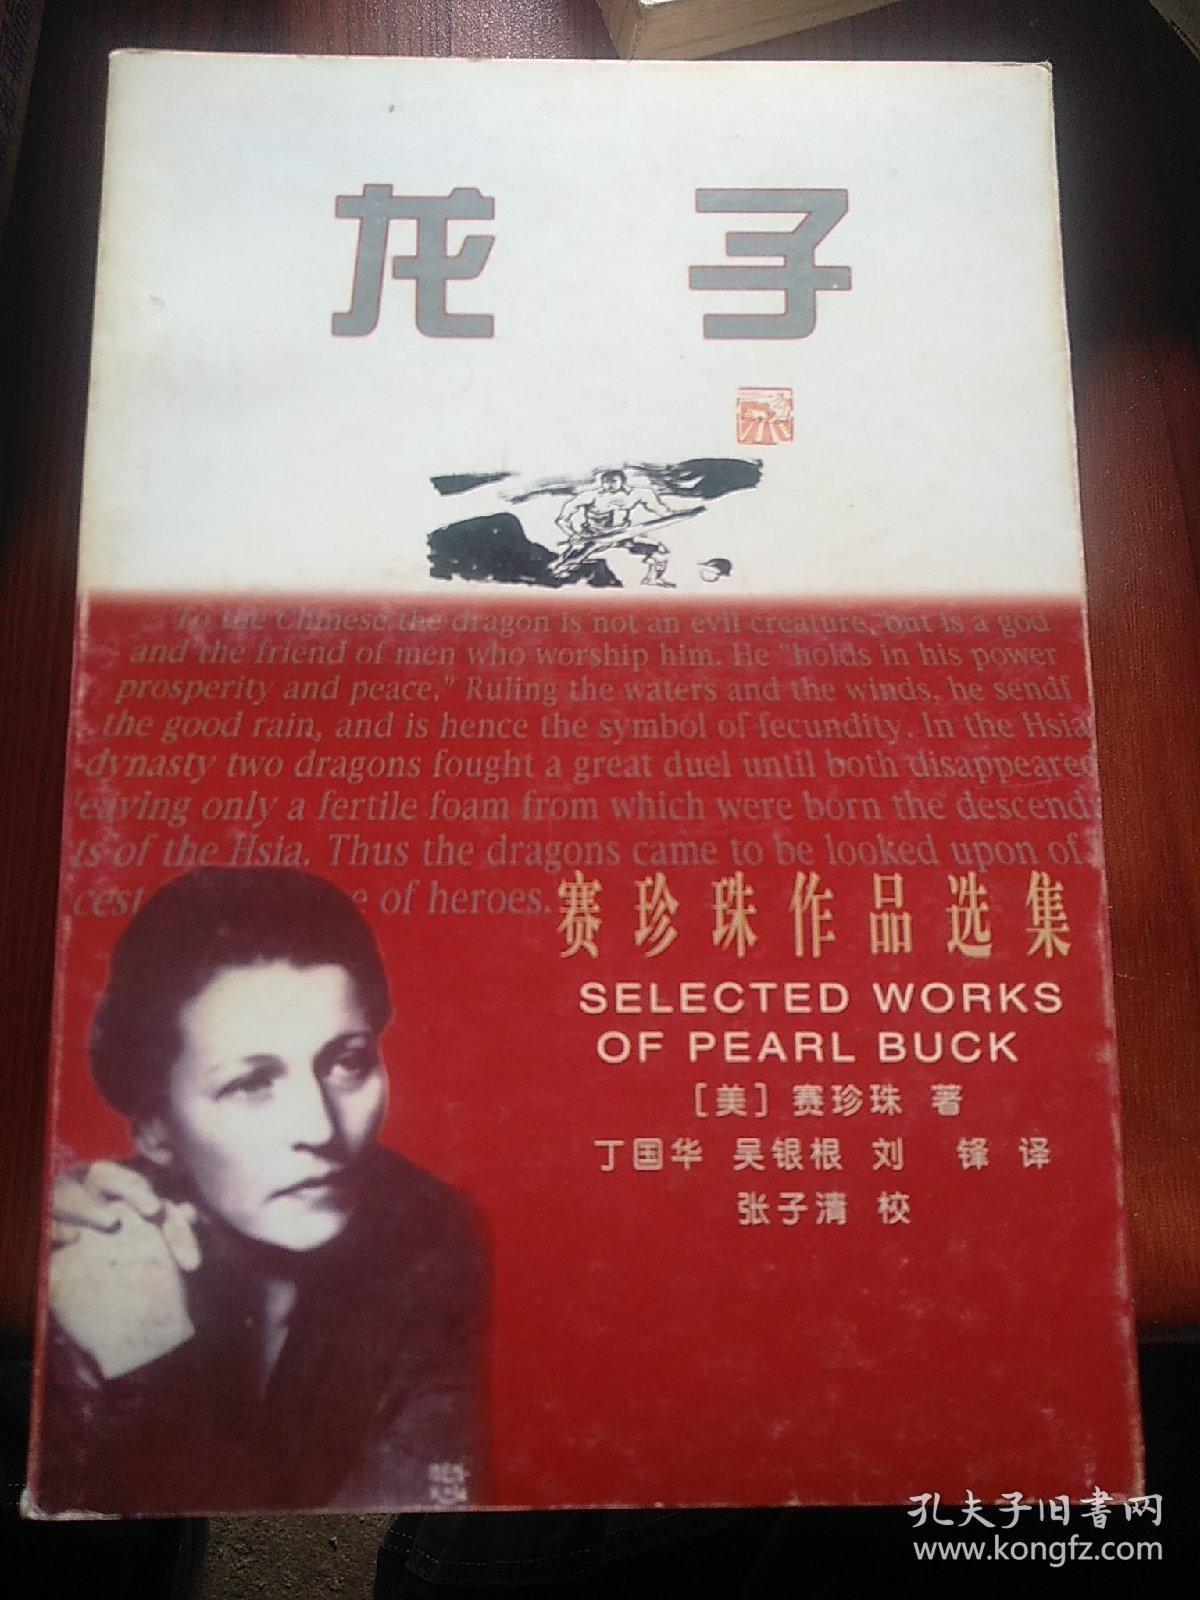 龙 子
To the Chinese the dragon is not an evil creature, but is a god
and the friend of men who worship him. He "holds in his power
prosperity and peace." Ruling the waters and the winds, he sendf
the good rain, and is hence the symbol of fecundity. In the Hsia
dynasty two dragons fought a great duel until both disappeared
eaving only a fertile foam from which were born the descend
ts of the Hsia. Thus the dragons came to be looked upon of
cest e of heroes.
赛珍珠作品选集
SELECTED WORKS
OF PEARL BUCK
[美] 赛珍珠 著
丁国华 吴银根 刘 锋 译
张子清 校
孔夫子旧書网
www.kongfz.com